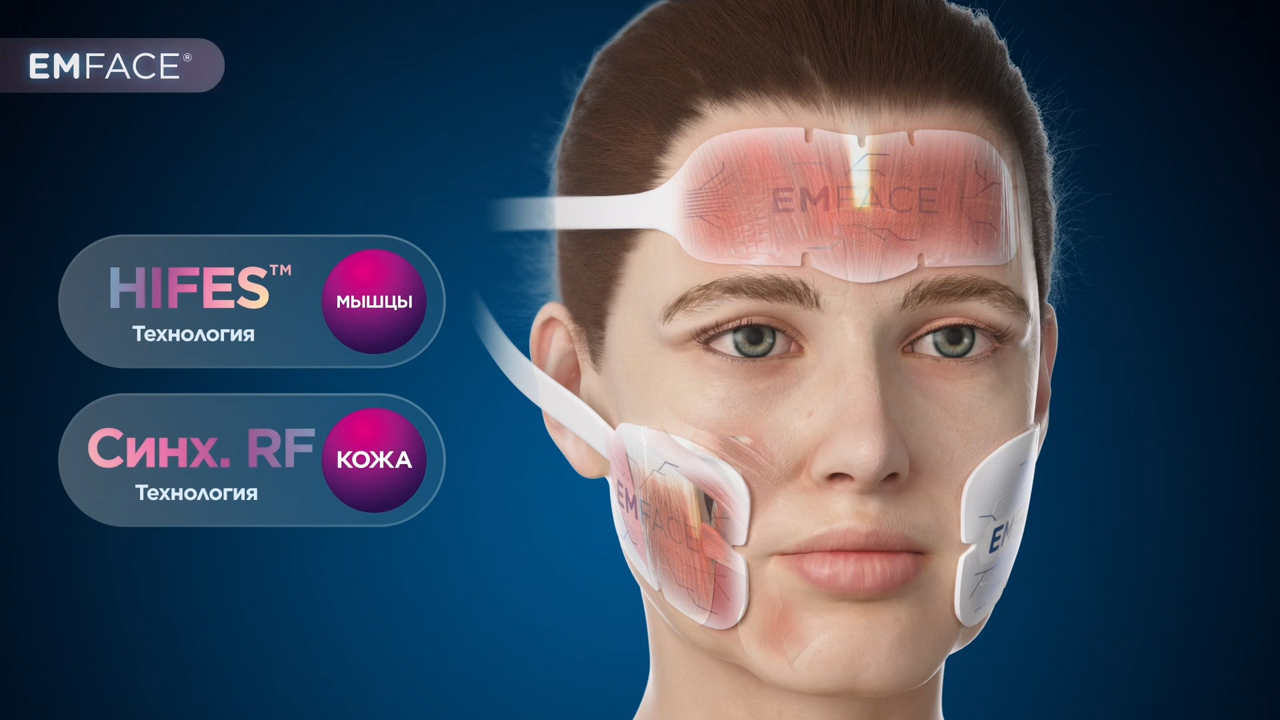 EMFACE®
HIFES™
Технология
МЫШЦЫ
Синх. RF
Технология
КОЖА
EMFACE
EMFACE
EM